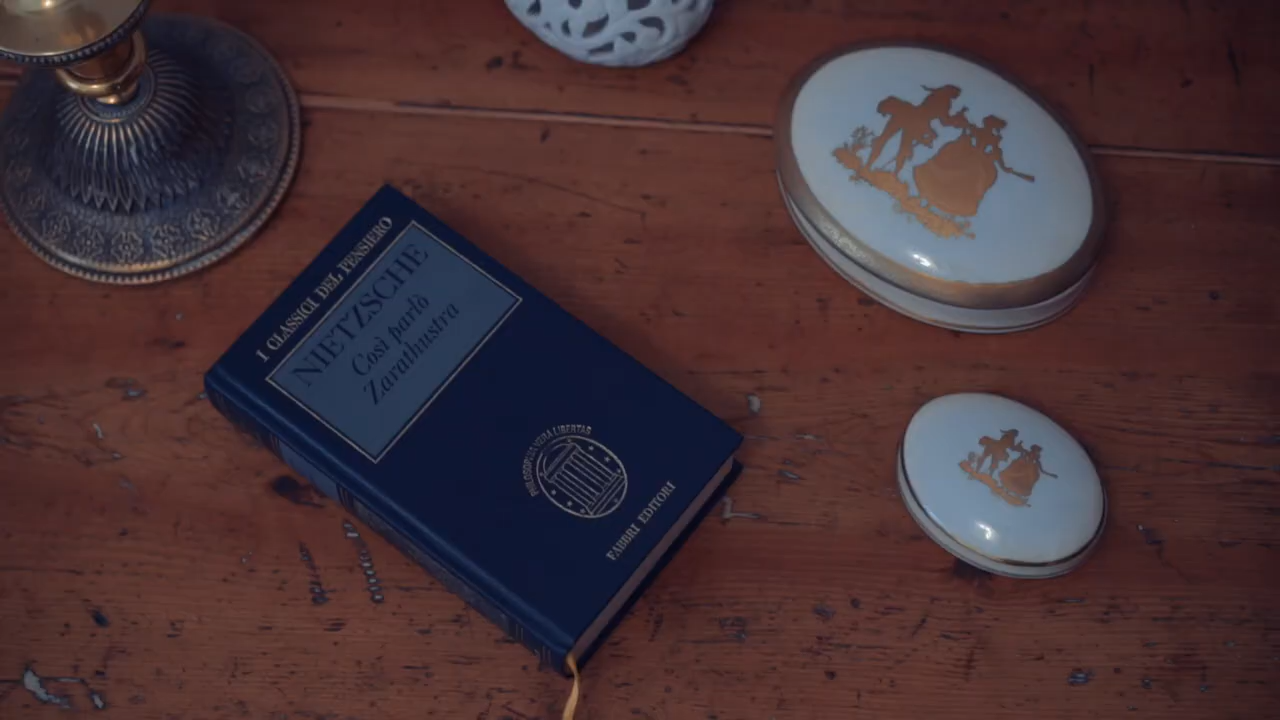 I CLASSICI DEL PENSIERO
NIETZSCHE
Così parlò
Zarathustra
PHILOSOPHIA VERA LIBERTAS
FABBRI EDITORI